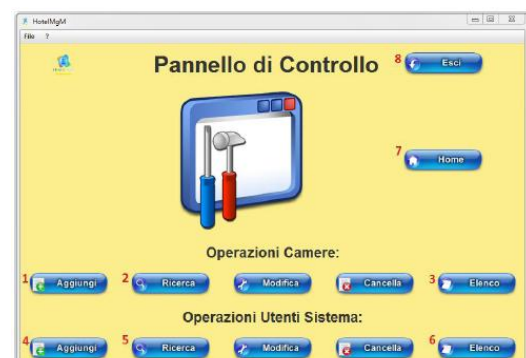 HotelMgM
File ?
Pannello di Controllo
8 Esci
7 Home
Operazioni Camere:
1 Aggiungi 2 Ricerca Modifica Cancella 3 Elenco
Operazioni Utenti Sistema:
4 Aggiungi 5 Ricerca Modifica Cancella 6 Elenco